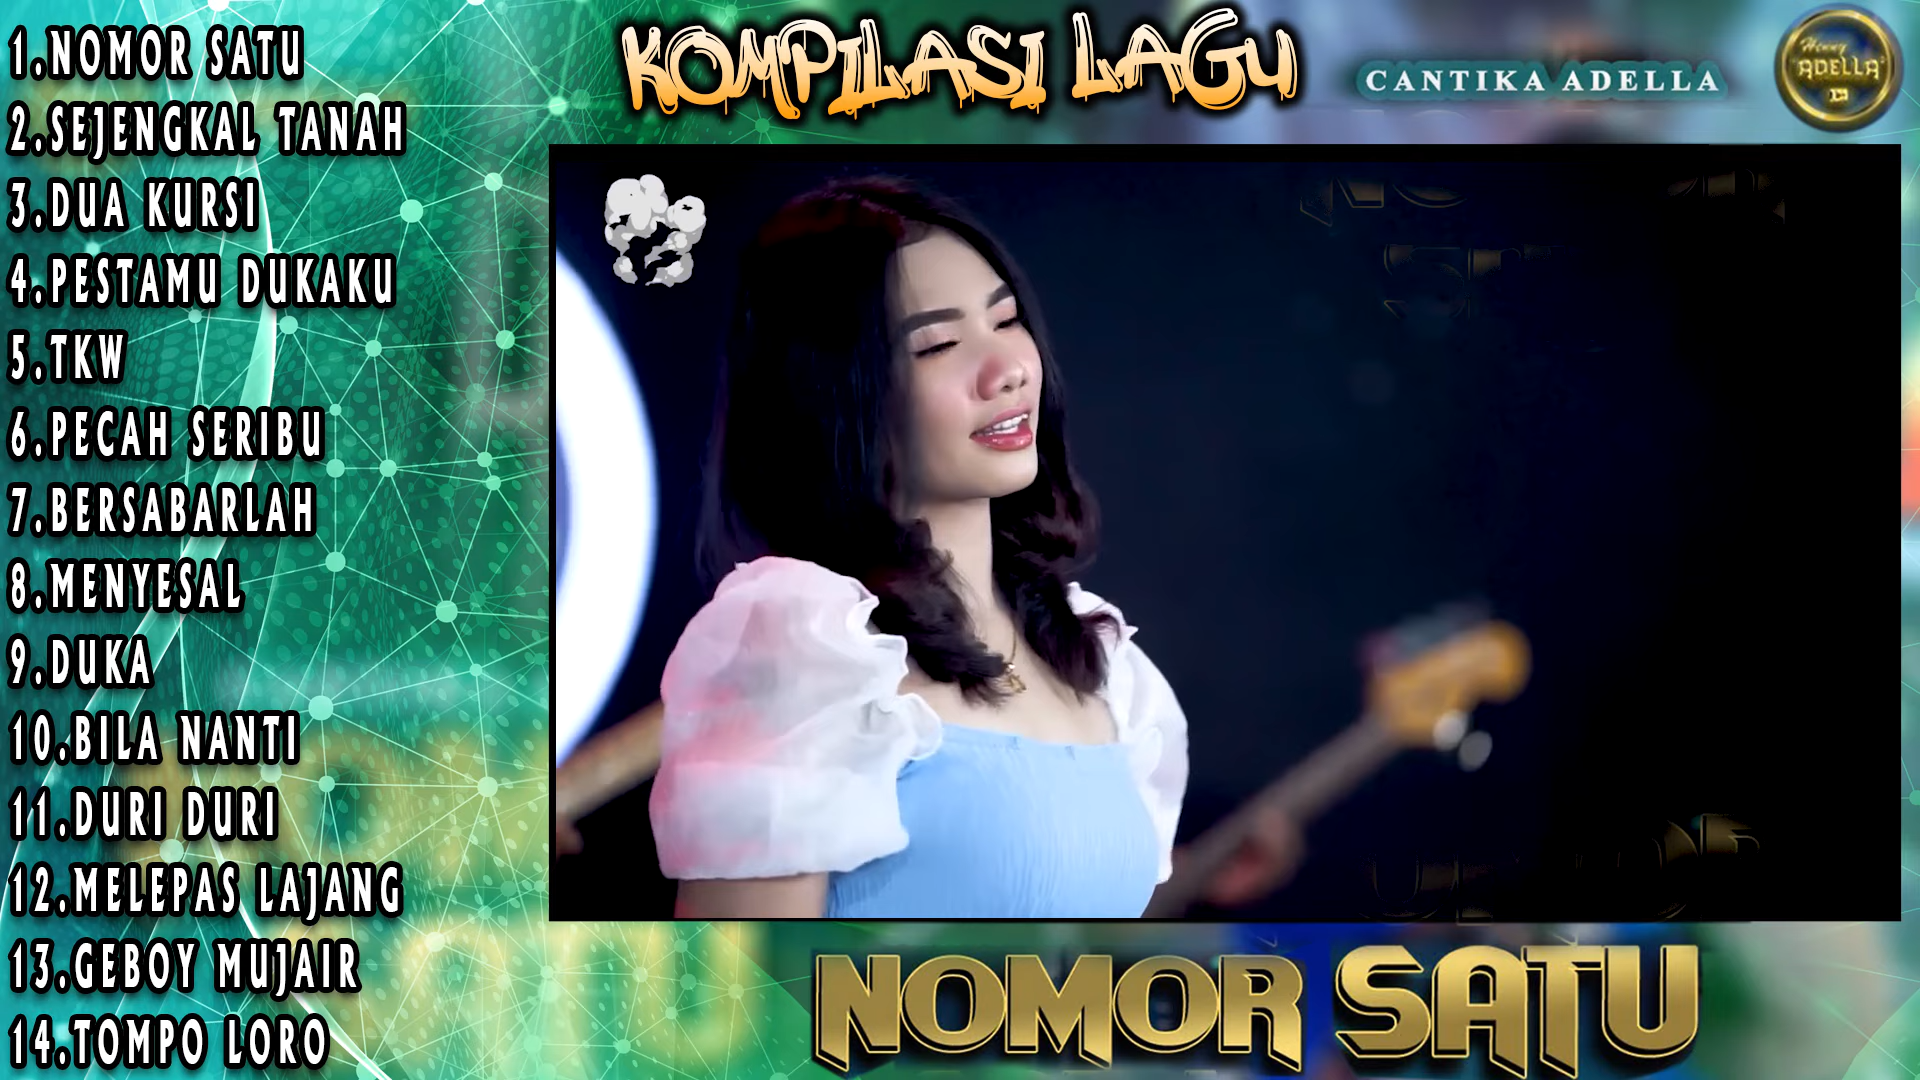 1.NOMOR SATU
2.SEJENGKAL TANAH
3.DUA KURSI
4.PESTAMU DUKAKU
5.TKW
6.PECAH SERIBU
7.BERSABARLAH
8.MENYESAL
9.DUKA
10.BILA NANTI
11.DURI DURI
12.MELEPAS LAJANG
13.GEBOY MUJAIR
14.TOMPO LORO
KOMPILASI LAGU
CANTIKA ADELLA
Henny
ADELLA
NOMOR SATU